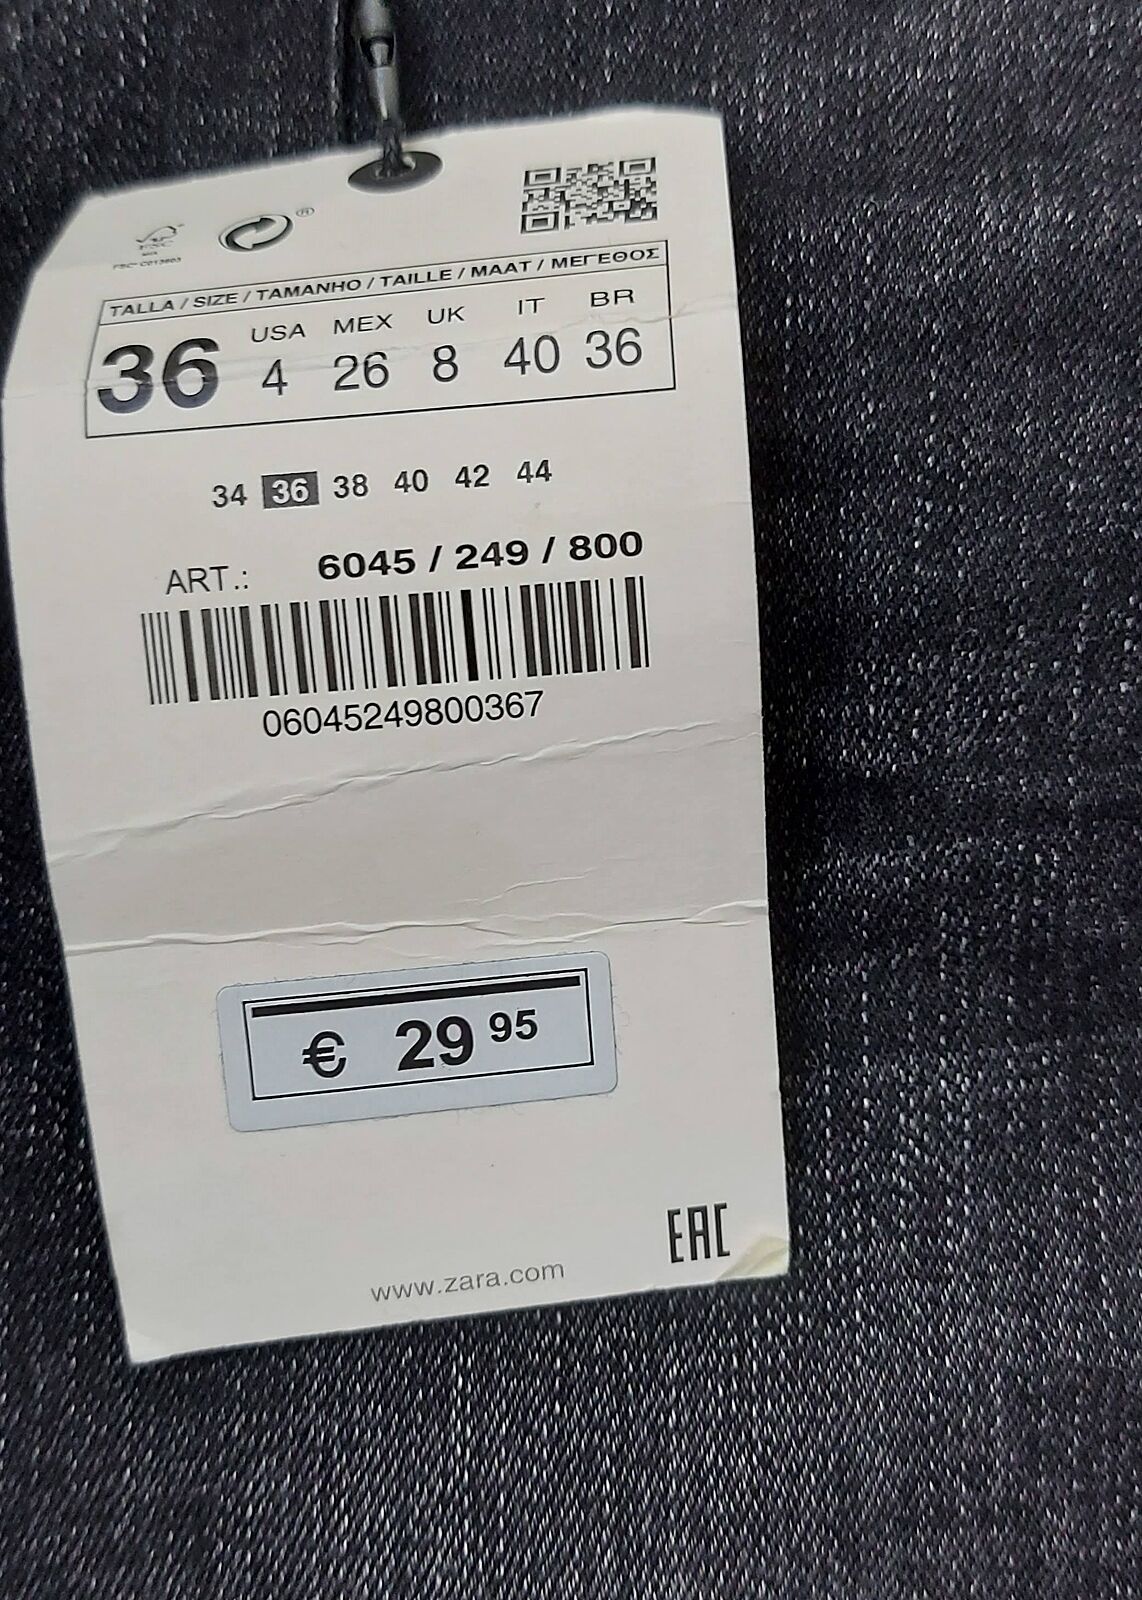 ®
TALLA / SIZE / TAMANHO / TAILLE / MAAT / ΜΕΓΕΘΟΣ
36 USA MEX UK IT BR
4 26 8 40 36
34 36 38 40 42 44
ART.: 6045 / 249 / 800
06045249800367
€ 29 95
EAC
www.zara.com